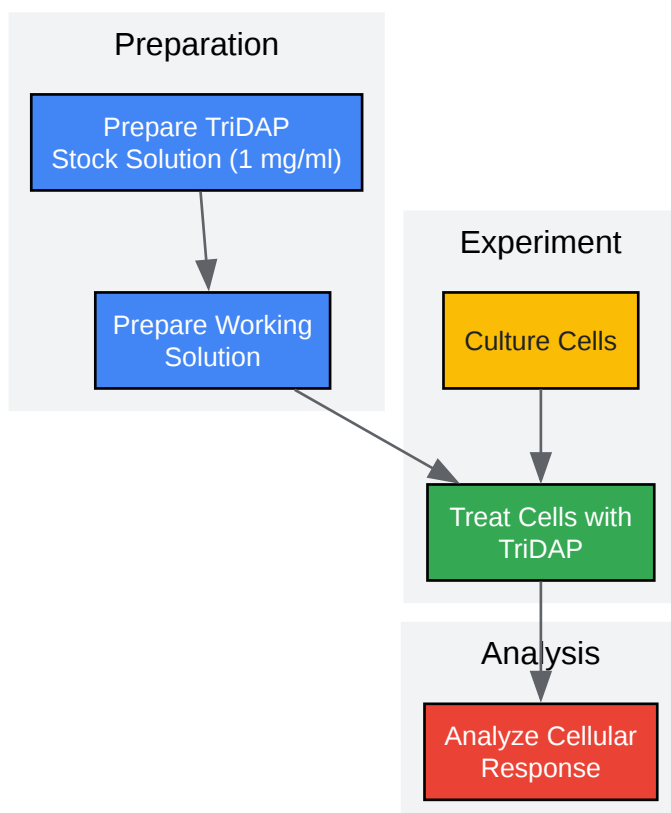 Preparation
Prepare TriDAP
Stock Solution (1 mg/ml)
Prepare Working
Solution
Experiment
Culture Cells
Treat Cells with
TriDAP
Analysis
Analyze Cellular
Response